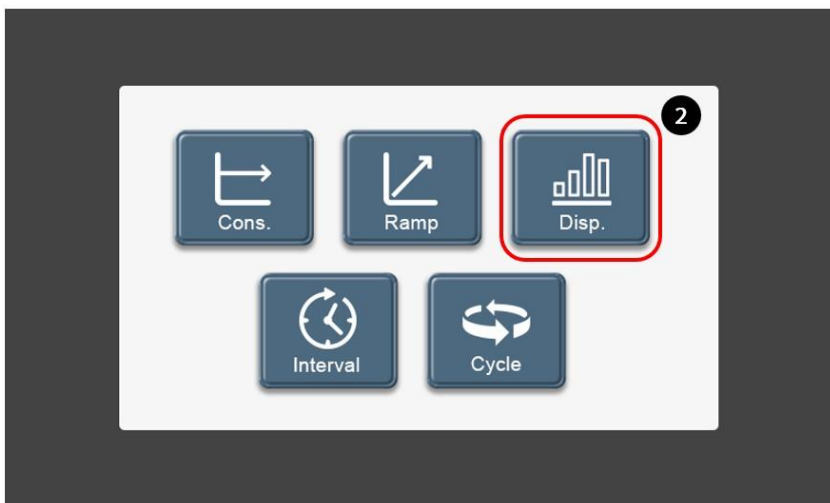 2
Cons.
Ramp
Disp.
Interval
Cycle